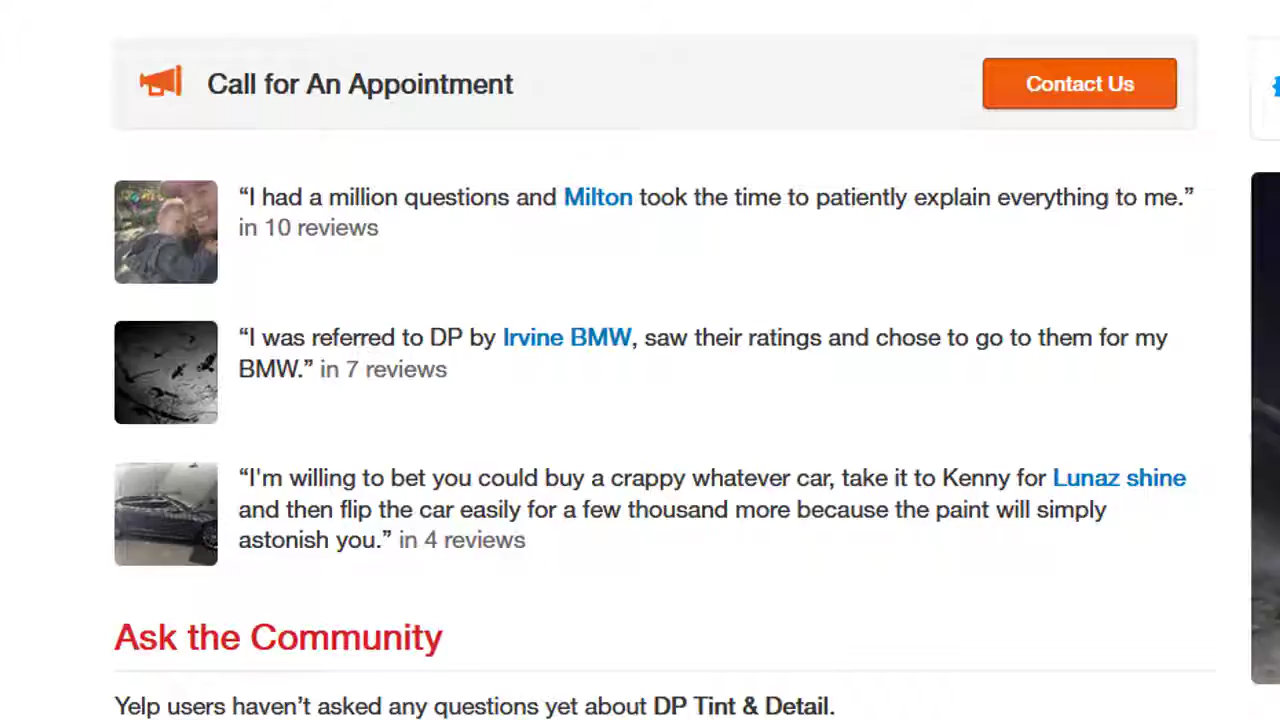 Call for An Appointment
Contact Us
“I had a million questions and Milton took the time to patiently explain everything to me.”
in 10 reviews
“I was referred to DP by Irvine BMW, saw their ratings and chose to go to them for my
BMW.” in 7 reviews
“I'm willing to bet you could buy a crappy whatever car, take it to Kenny for Lunaz shine
and then flip the car easily for a few thousand more because the paint will simply
astonish you.” in 4 reviews
Ask the Community
Yelp users haven’t asked any questions yet about DP Tint & Detail.